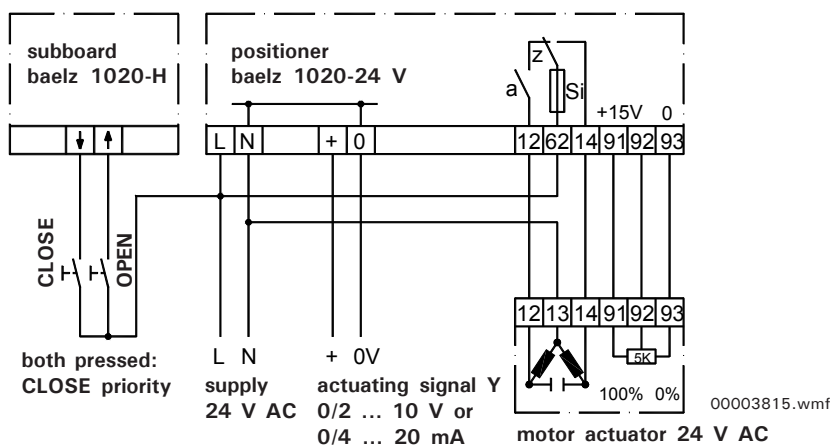 subboard
baelz 1020-H
positioner
baelz 1020-24 V
z
a
Si
+15V 0
L N + 0 12 62 14 91 92 93
CLOSE
OPEN
12 13 14 91 92 93
5K
100% 0%
both pressed:
CLOSE priority
L N + 0V
supply
24 V AC
actuating signal Y
0/2 ... 10 V or
0/4 ... 20 mA
motor actuator 24 V AC
00003815.wmf